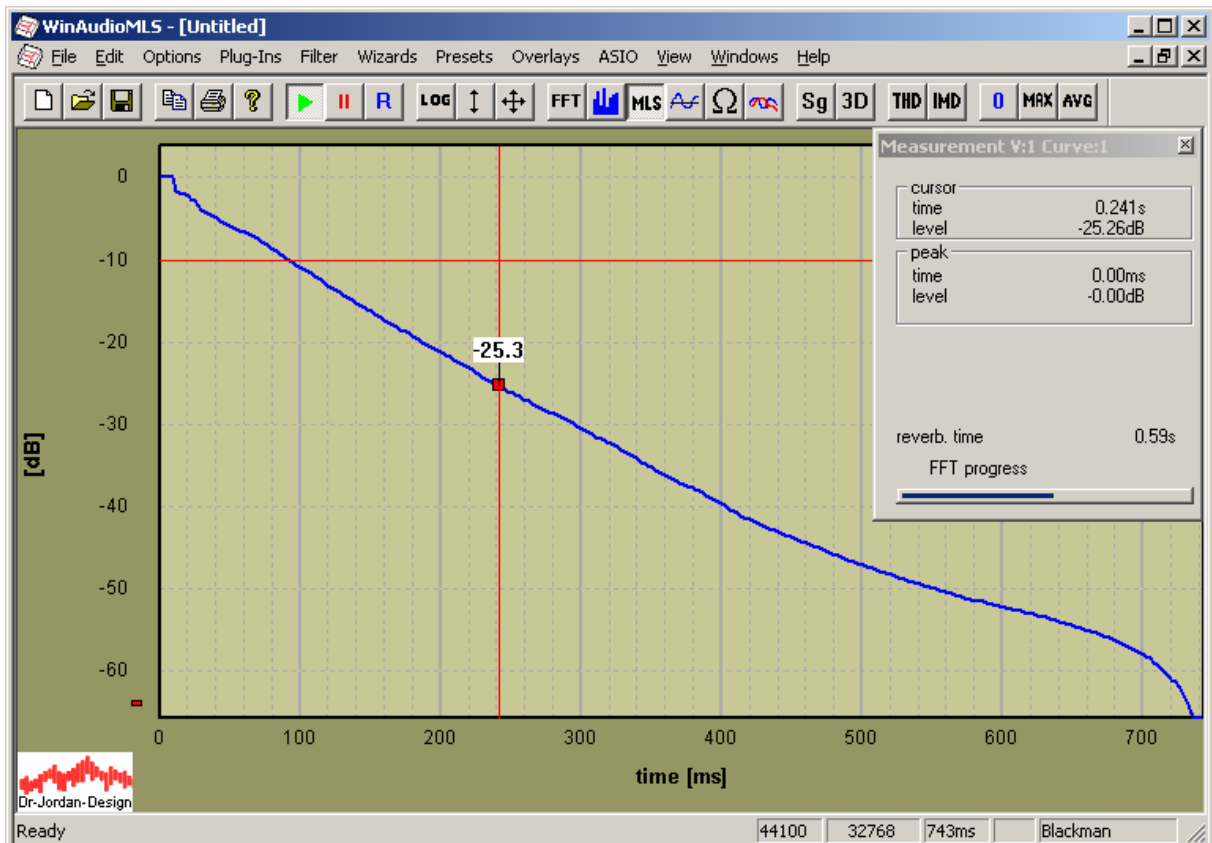 WinAudioMLS - [Untitled]
File Edit Options Plug-Ins Filter Wizards Presets Overlays ASIO View Windows Help
R LOG FFT MLS Ω Sg 3D THD IMD 0 MAX AVG
Measurement V:1 Curve:1
cursor
time 0.241s
level -25.26dB
peak
time 0.00ms
level -0.00dB
reverb. time 0.59s
FFT progress
0
-10
-20
-30
-40
-50
-60
[dB]
-25.3
0 100 200 300 400 500 600 700
time [ms]
Dr-Jordan-Design
Ready 44100 32768 743ms Blackman